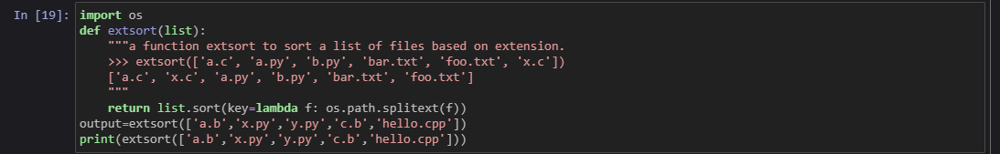 In [19]: import os
def extsort(list):
    """a function extsort to sort a list of files based on extension.
    >>> extsort(['a.c', 'a.py', 'b.py', 'bar.txt', 'foo.txt', 'x.c'])
    ['a.c', 'x.c', 'a.py', 'b.py', 'bar.txt', 'foo.txt']
    """
    return list.sort(key=lambda f: os.path.splitext(f))
output=extsort(['a.b','x.py','y.py','c.b','hello.cpp'])
print(extsort(['a.b','x.py','y.py','c.b','hello.cpp']))